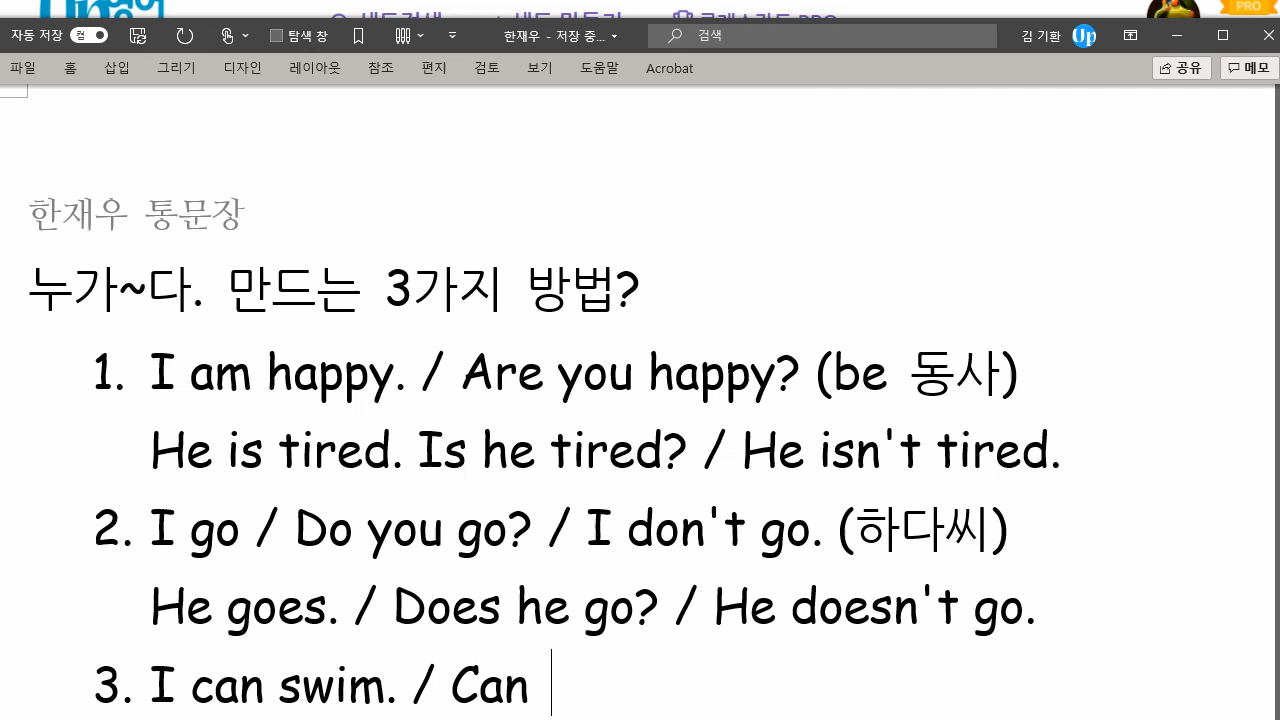 자동 저장 컴 탐색 창 한재우 - 저장 중... 검색 김 기환 Up PRO
파일 홈 삽입 그리기 디자인 레이아웃 참조 편지 검토 보기 도움말 Acrobat 공유 메모
한재우 통문장
누가~다. 만드는 3가지 방법?
1. I am happy. / Are you happy? (be 동사)
He is tired. Is he tired? / He isn't tired.
2. I go / Do you go? / I don't go. (하다씨)
He goes. / Does he go? / He doesn't go.
3. I can swim. / Can